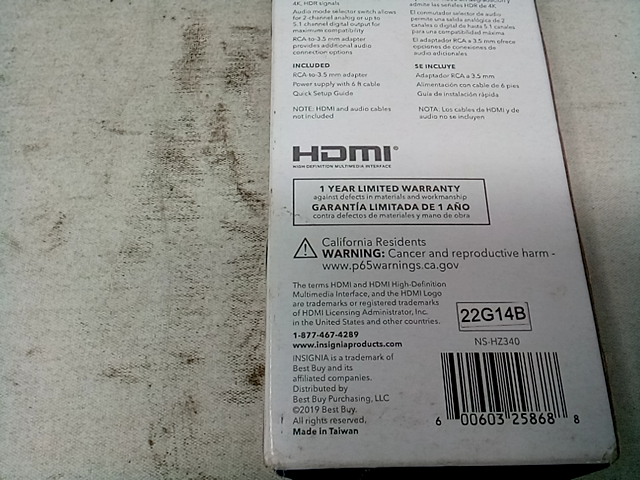 4K, HDR signals
Audio mode selector switch allows
for 2 channel analog or up to
5.1 channel digital output for
maximum compatibility
RCA-to-3.5 mm adapter
provides additional audio
connection options
INCLUDED
RCA-to-3.5 mm adapter
Power supply with 6 ft cable
Quick Setup Guide
NOTE: HDMI and audio cables
not included
admite las señales HDR de 4K.
El conmutador selector de audio
permite una salida analógica de 2
canales o digital de hasta 5.1 canales
para una compatibilidad máxima
El adaptador RCA a 3.5 mm ofrece
opciones de conexiones de
audio adicionales
SE INCLUYE
Adaptador RCA a 3.5 mm
Alimentación con cable de 6 pies
Guía de instalación rápida
NOTA: Los cables de HDMI y de
audio no se incluyen
HDMI®
HIGH-DEFINITION MULTIMEDIA INTERFACE
1 YEAR LIMITED WARRANTY
against defects in materials and workmanship
GARANTÍA LIMITADA DE 1 AÑO
contra defectos de materiales y mano de obra
California Residents
WARNING: Cancer and reproductive harm -
www.p65warnings.ca.gov
The terms HDMI and HDMI High-Definition
Multimedia Interface, and the HDMI Logo
are trademarks or registered trademarks
of HDMI Licensing Administrator, Inc.
in the United States and other countries.
1-877-467-4289
www.insigniaproducts.com
INSIGNIA is a trademark of
Best Buy and its
affiliated companies.
Distributed by
Best Buy Purchasing, LLC
©2019 Best Buy.
All rights reserved.
Made in Taiwan
22G14B
NS-HZ340
6 00603 25868 8